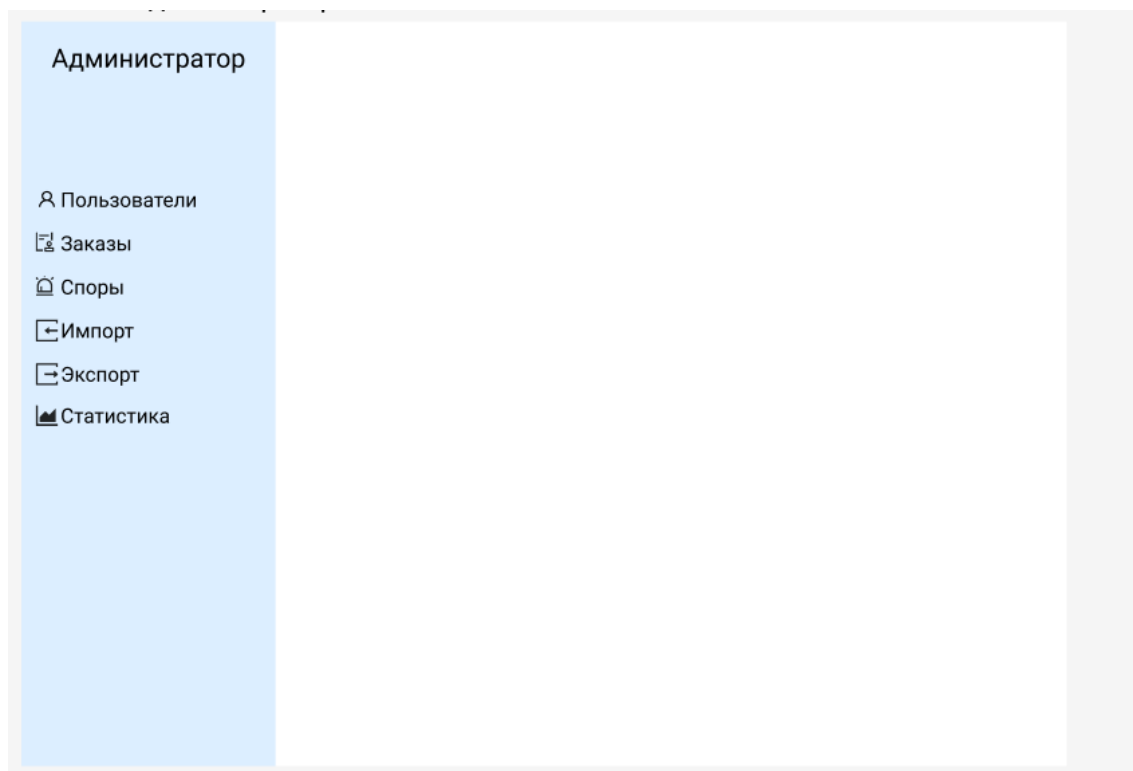 Администратор
Пользователи
Заказы
Споры
Импорт
Экспорт
Статистика